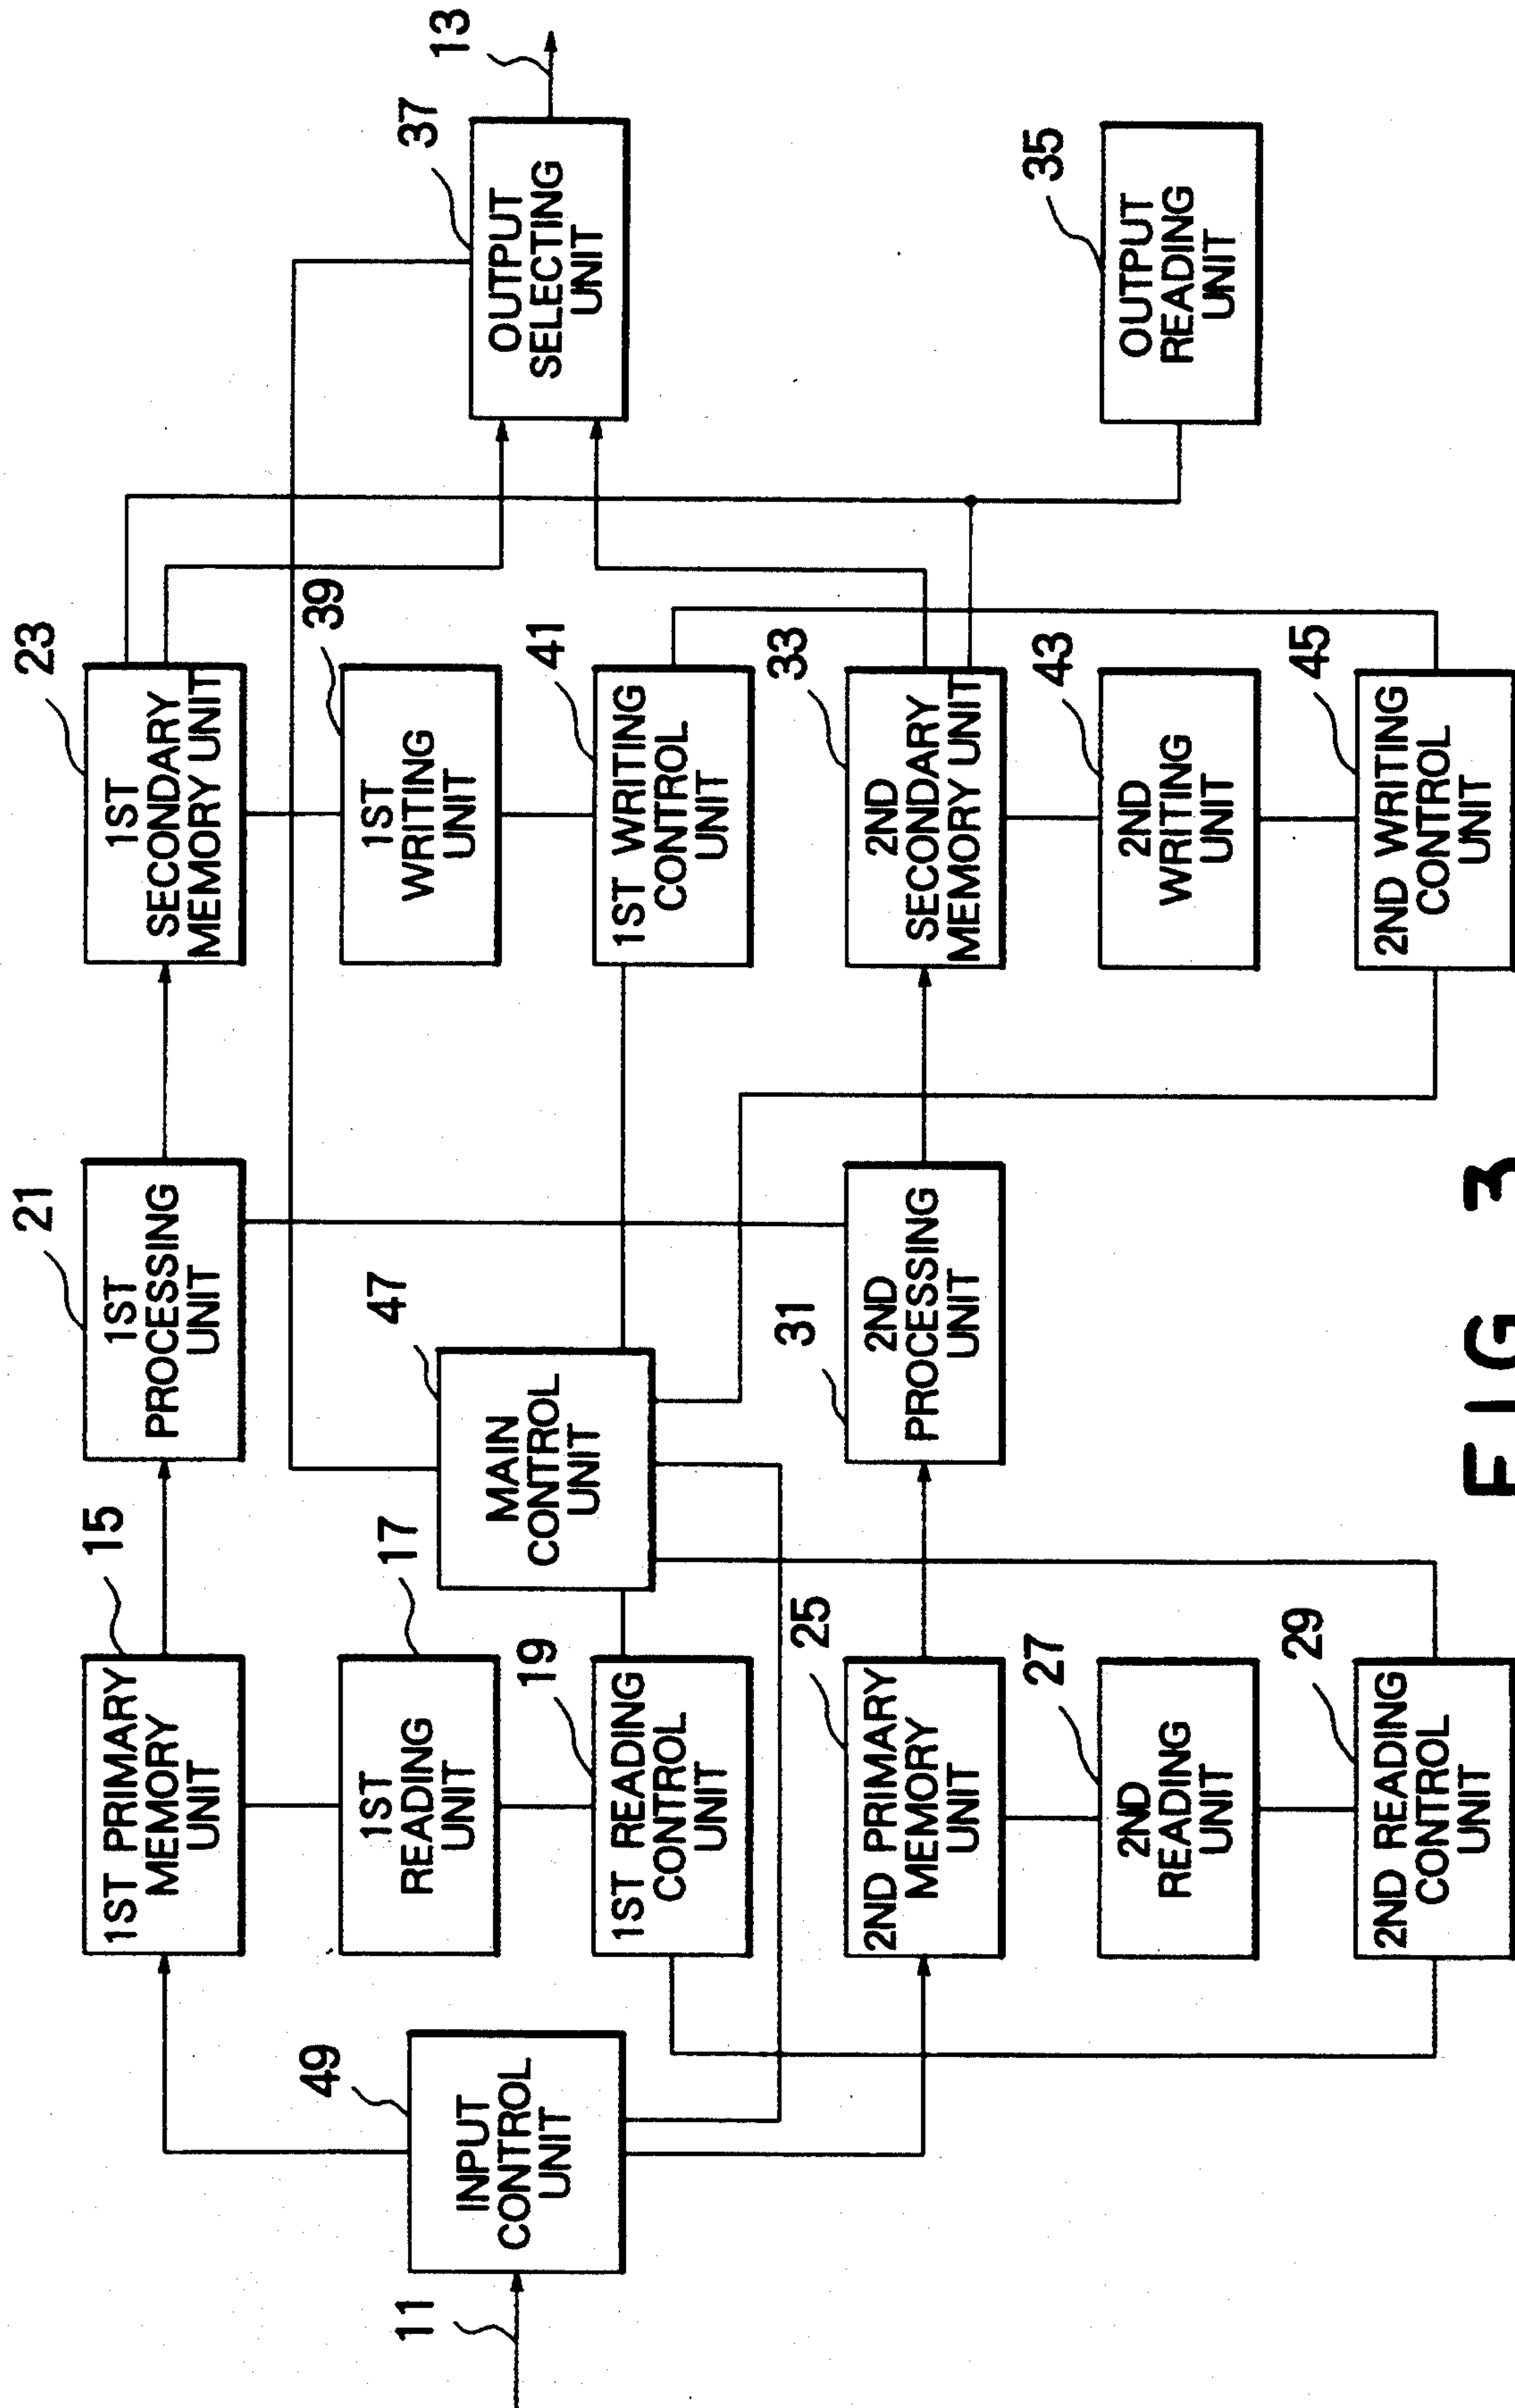 11
49
INPUT
CONTROL
UNIT
15
1ST PRIMARY
MEMORY
UNIT
17
1ST
READING
UNIT
19
1ST READING
CONTROL
UNIT
25
2ND PRIMARY
MEMORY
UNIT
27
2ND
READING
UNIT
29
2ND READING
CONTROL
UNIT
21
1ST
PROCESSING
UNIT
47
MAIN
CONTROL
UNIT
31
2ND
PROCESSING
UNIT
23
1ST
SECONDARY
MEMORY UNIT
39
1ST
WRITING
UNIT
41
1ST WRITING
CONTROL
UNIT
33
2ND
SECONDARY
MEMORY UNIT
43
2ND
WRITING
UNIT
45
2ND WRITING
CONTROL
UNIT
37
OUTPUT
SELECTING
UNIT
13
35
OUTPUT
READING
UNIT
FIG 3